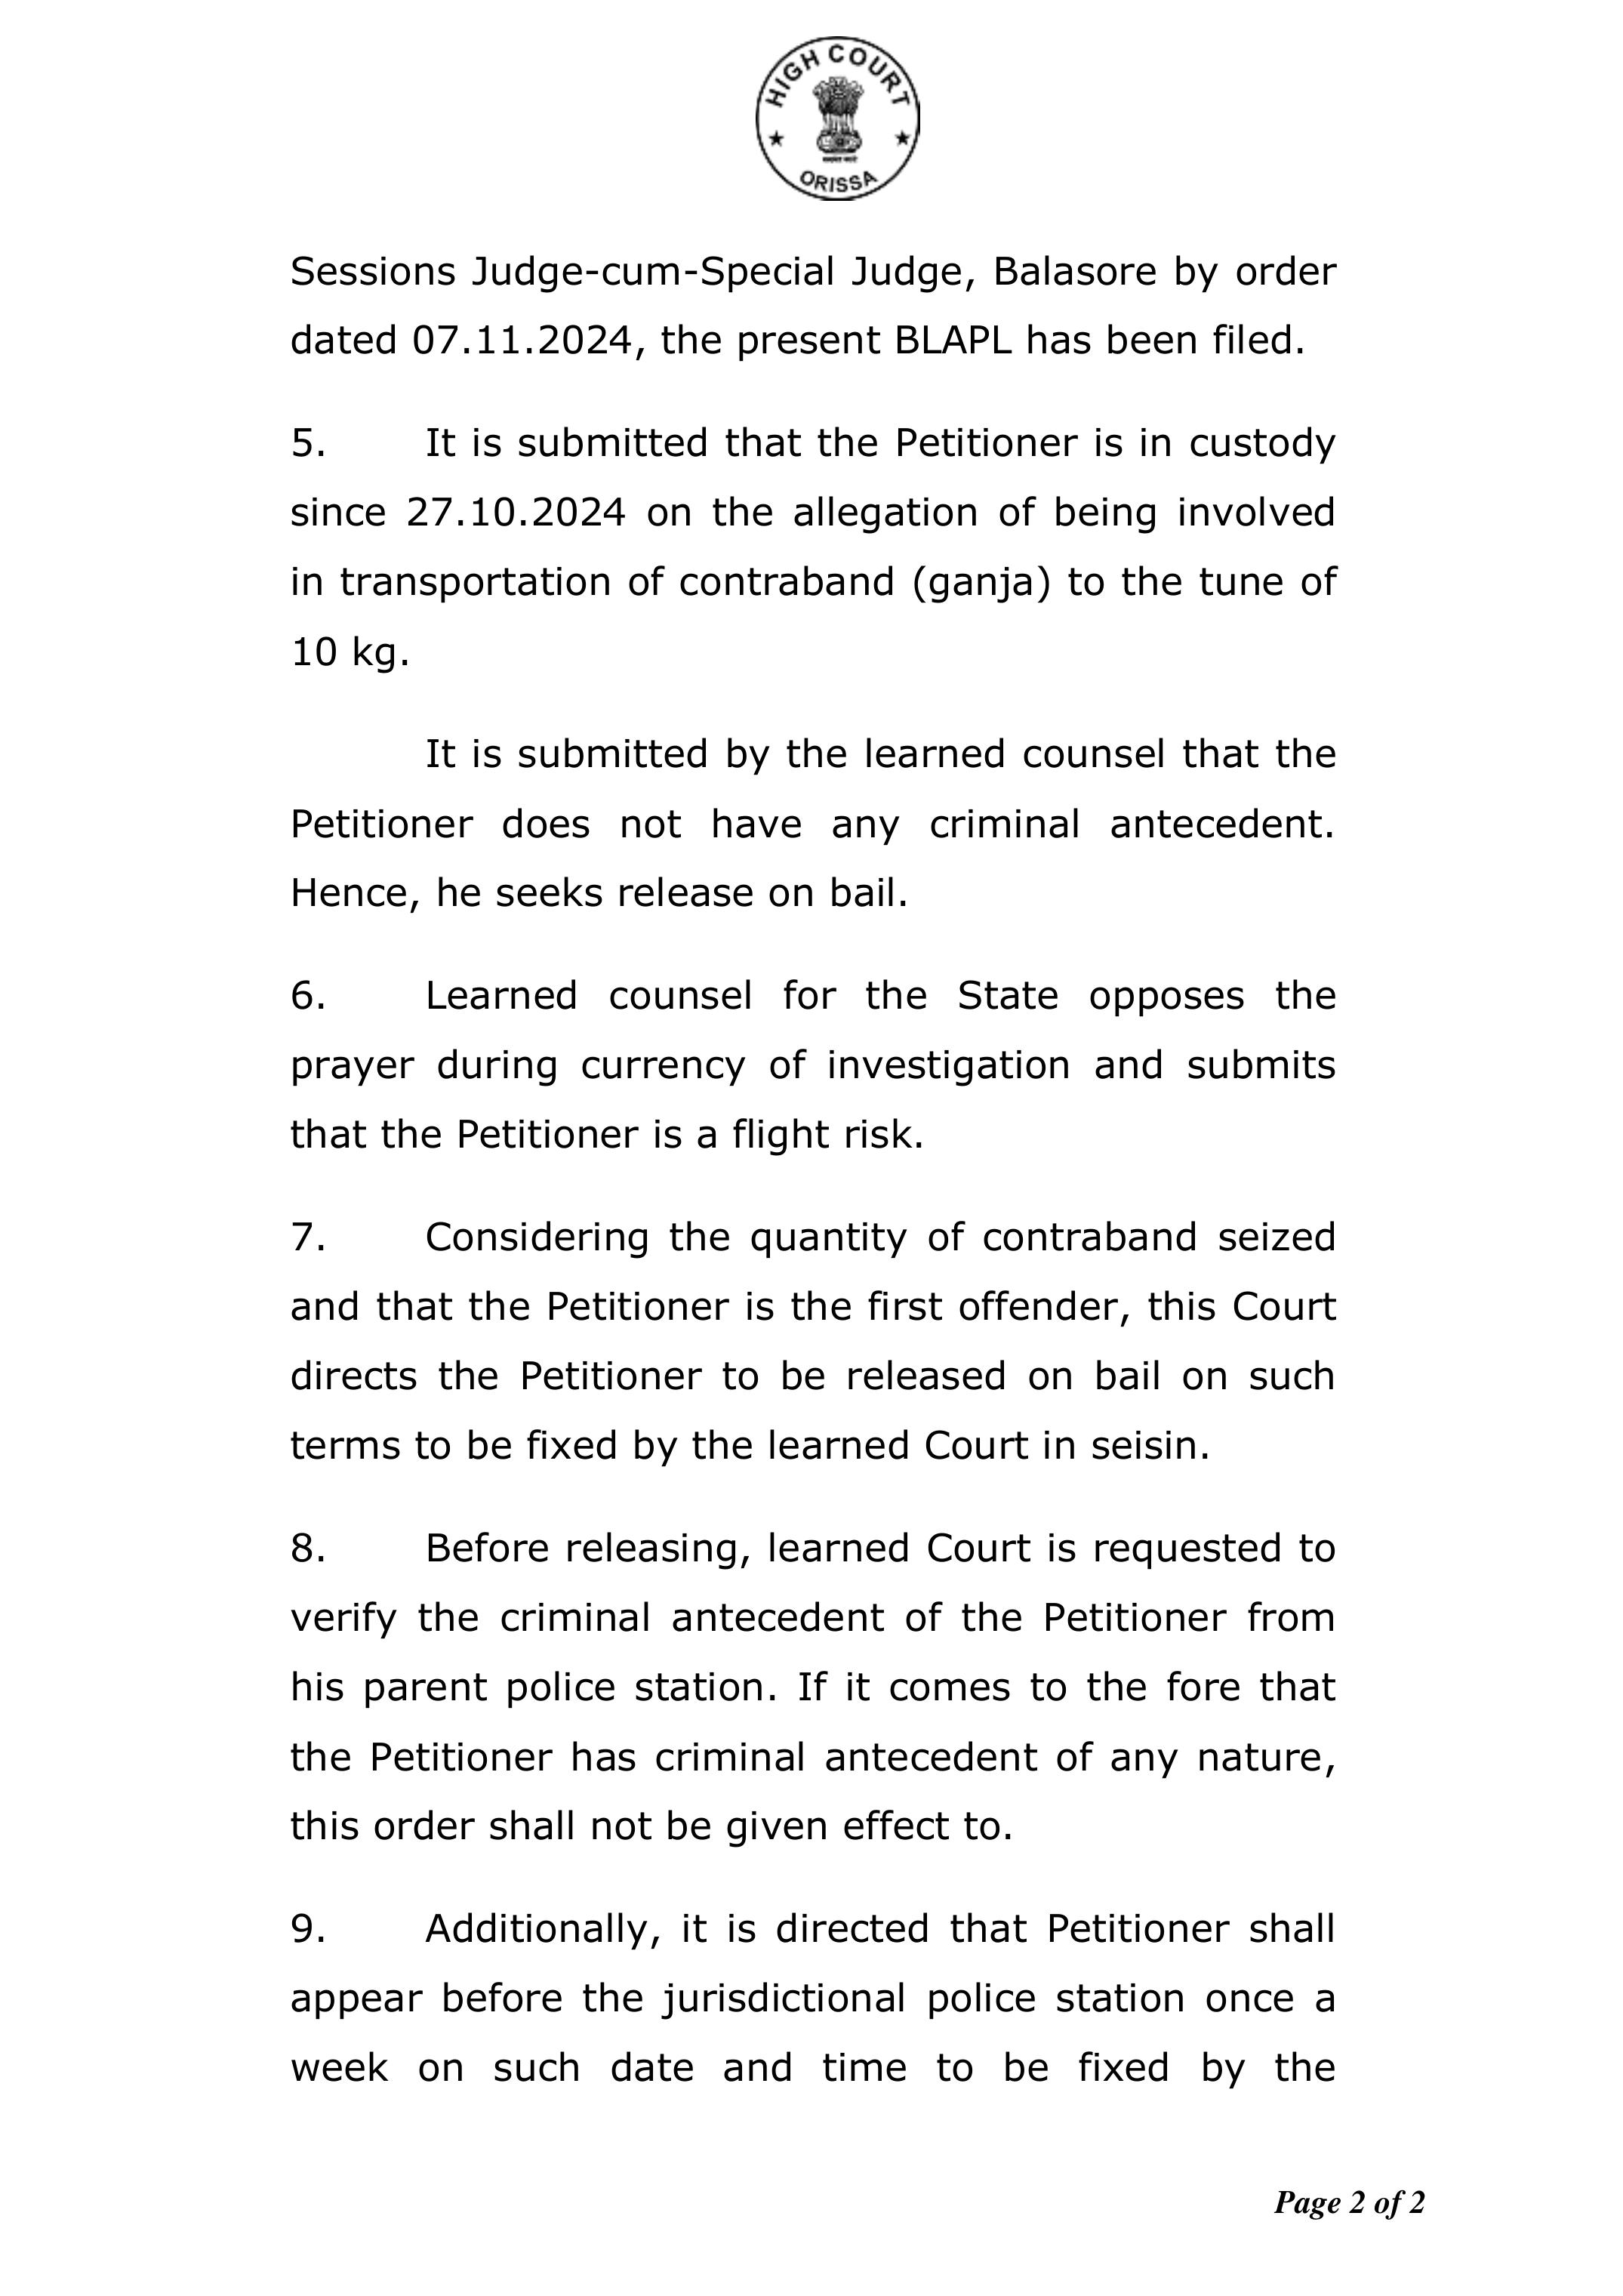 HIGH COURT
ORISSA
Sessions Judge-cum-Special Judge, Balasore by order
dated 07.11.2024, the present BLAPL has been filed.
5. It is submitted that the Petitioner is in custody
since 27.10.2024 on the allegation of being involved
in transportation of contraband (ganja) to the tune of
10 kg.
It is submitted by the learned counsel that the
Petitioner does not have any criminal antecedent.
Hence, he seeks release on bail.
6. Learned counsel for the State opposes the
prayer during currency of investigation and submits
that the Petitioner is a flight risk.
7. Considering the quantity of contraband seized
and that the Petitioner is the first offender, this Court
directs the Petitioner to be released on bail on such
terms to be fixed by the learned Court in seisin.
8. Before releasing, learned Court is requested to
verify the criminal antecedent of the Petitioner from
his parent police station. If it comes to the fore that
the Petitioner has criminal antecedent of any nature,
this order shall not be given effect to.
9. Additionally, it is directed that Petitioner shall
appear before the jurisdictional police station once a
week on such date and time to be fixed by the
Page 2 of 2